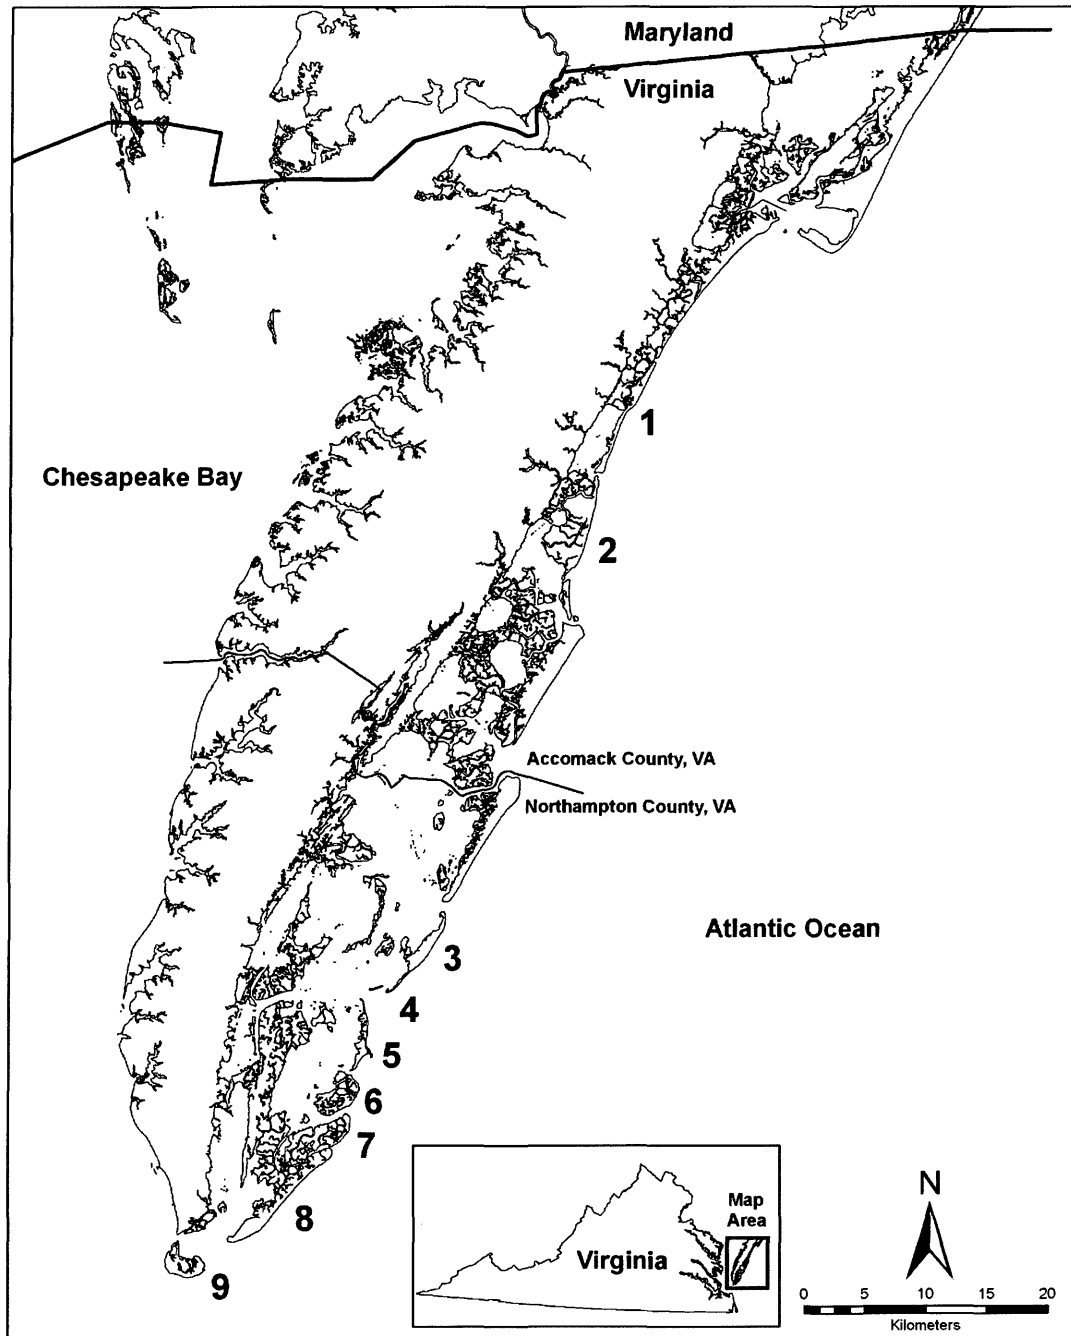 Maryland
Virginia
1
Chesapeake Bay
2
Accomack County, VA
Northampton County, VA
Atlantic Ocean
3
4
5
6
7
8
9
Map
Area
Virginia
N
0 5 10 15 20
Kilometers